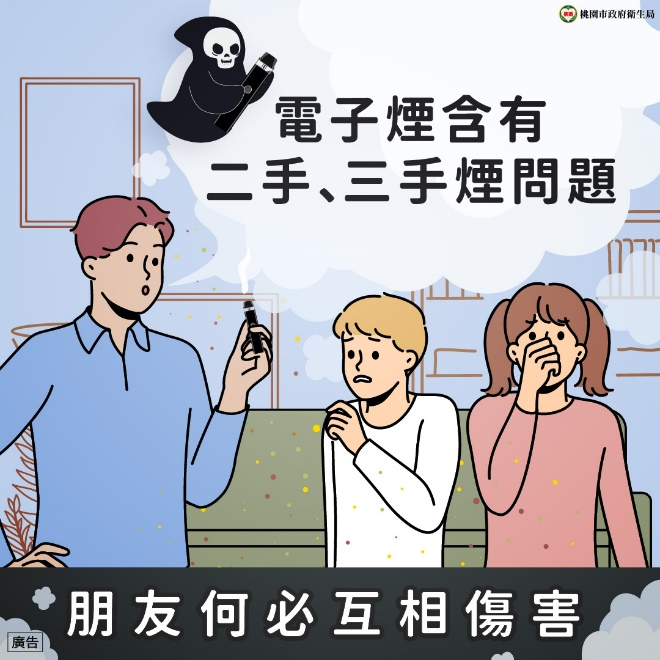 桃園市政府衛生局
電子煙含有
二手、三手煙問題
朋友何必互相傷害
廣告